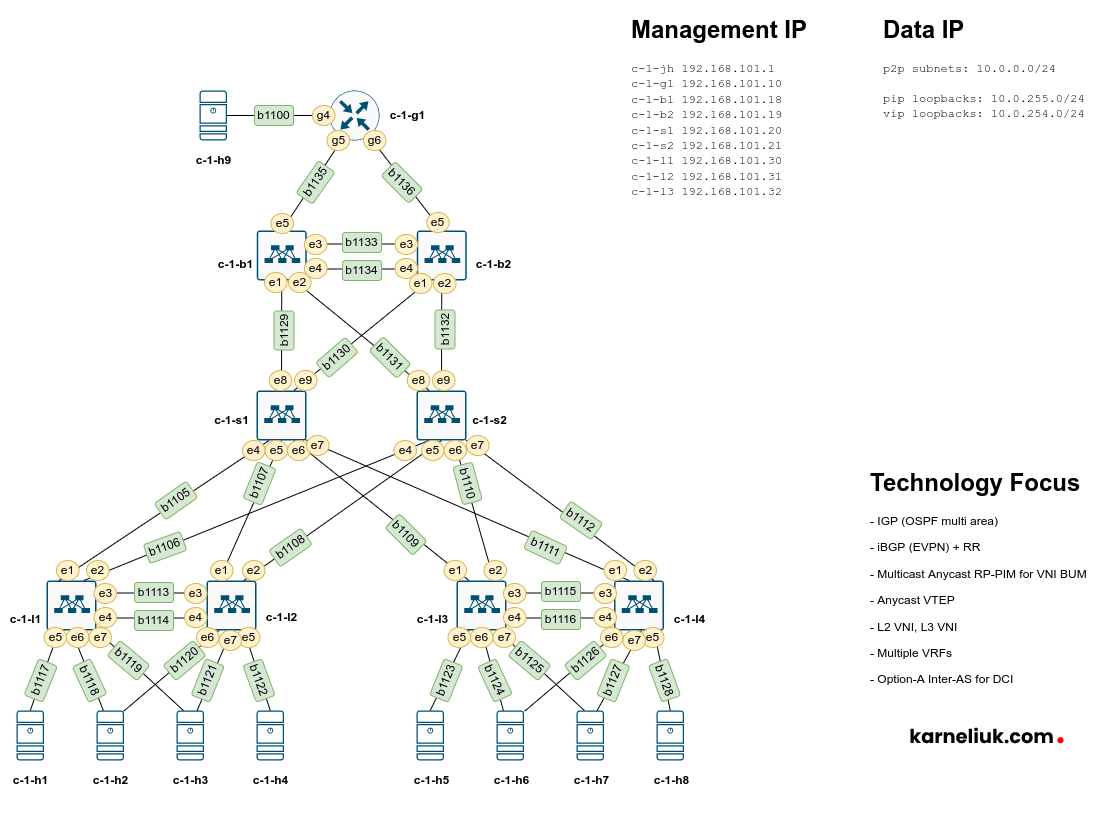 Management IP
c-1-jh 192.168.101.1
c-1-g1 192.168.101.10
c-1-b1 192.168.101.18
c-1-b2 192.168.101.19
c-1-s1 192.168.101.20
c-1-s2 192.168.101.21
c-1-l1 192.168.101.30
c-1-l2 192.168.101.31
c-1-l3 192.168.101.32
Data IP
p2p subnets: 10.0.0.0/24
pip loopbacks: 10.0.255.0/24
vip loopbacks: 10.0.254.0/24
b1100 g4 c-1-g1
c-1-h9
g5 g6
b1135 b1136
e5 e5
c-1-b1 e3 b1133 e3 c-1-b2
e4 b1134 e4
e1 e2 e1 e2
b1129 b1130 b1131 b1132
e8 e9 e8 e9
c-1-s1 c-1-s2
e4 e5 e6 e7 e4 e5 e6 e7
b1105 b1107 b1110 b1112
b1106 b1108 b1109 b1111
e1 e2 e1 e2 e1 e2 e1 e2
e3 b1113 e3 e3 b1115 e3
c-1-l1 e4 b1114 e4 c-1-l2 c-1-l3 e4 b1116 e4 c-1-l4
e5 e6 e7 e6 e7 e5 e5 e6 e7 e6 e7 e5
b1117 b1118 b1119 b1120 b1121 b1122 b1123 b1124 b1125 b1126 b1127 b1128
c-1-h1 c-1-h2 c-1-h3 c-1-h4 c-1-h5 c-1-h6 c-1-h7 c-1-h8
Technology Focus
- IGP (OSPF multi area)
- iBGP (EVPN) + RR
- Multicast Anycast RP-PIM for VNI BUM
- Anycast VTEP
- L2 VNI, L3 VNI
- Multiple VRFs
- Option-A Inter-AS for DCI
karneliuk.com.